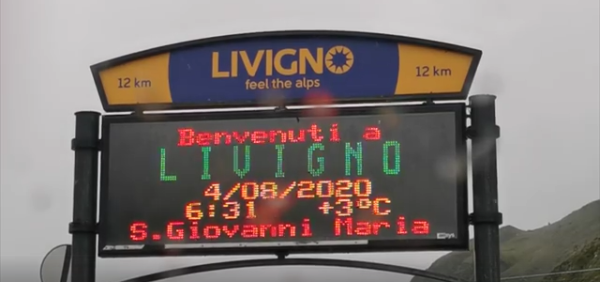 LIVIGNO
feel the alps
12 km
12 km
Benvenuti a
LIVIGNO
4/08/2020
6:31 +3°C
S.Giovanni Maria